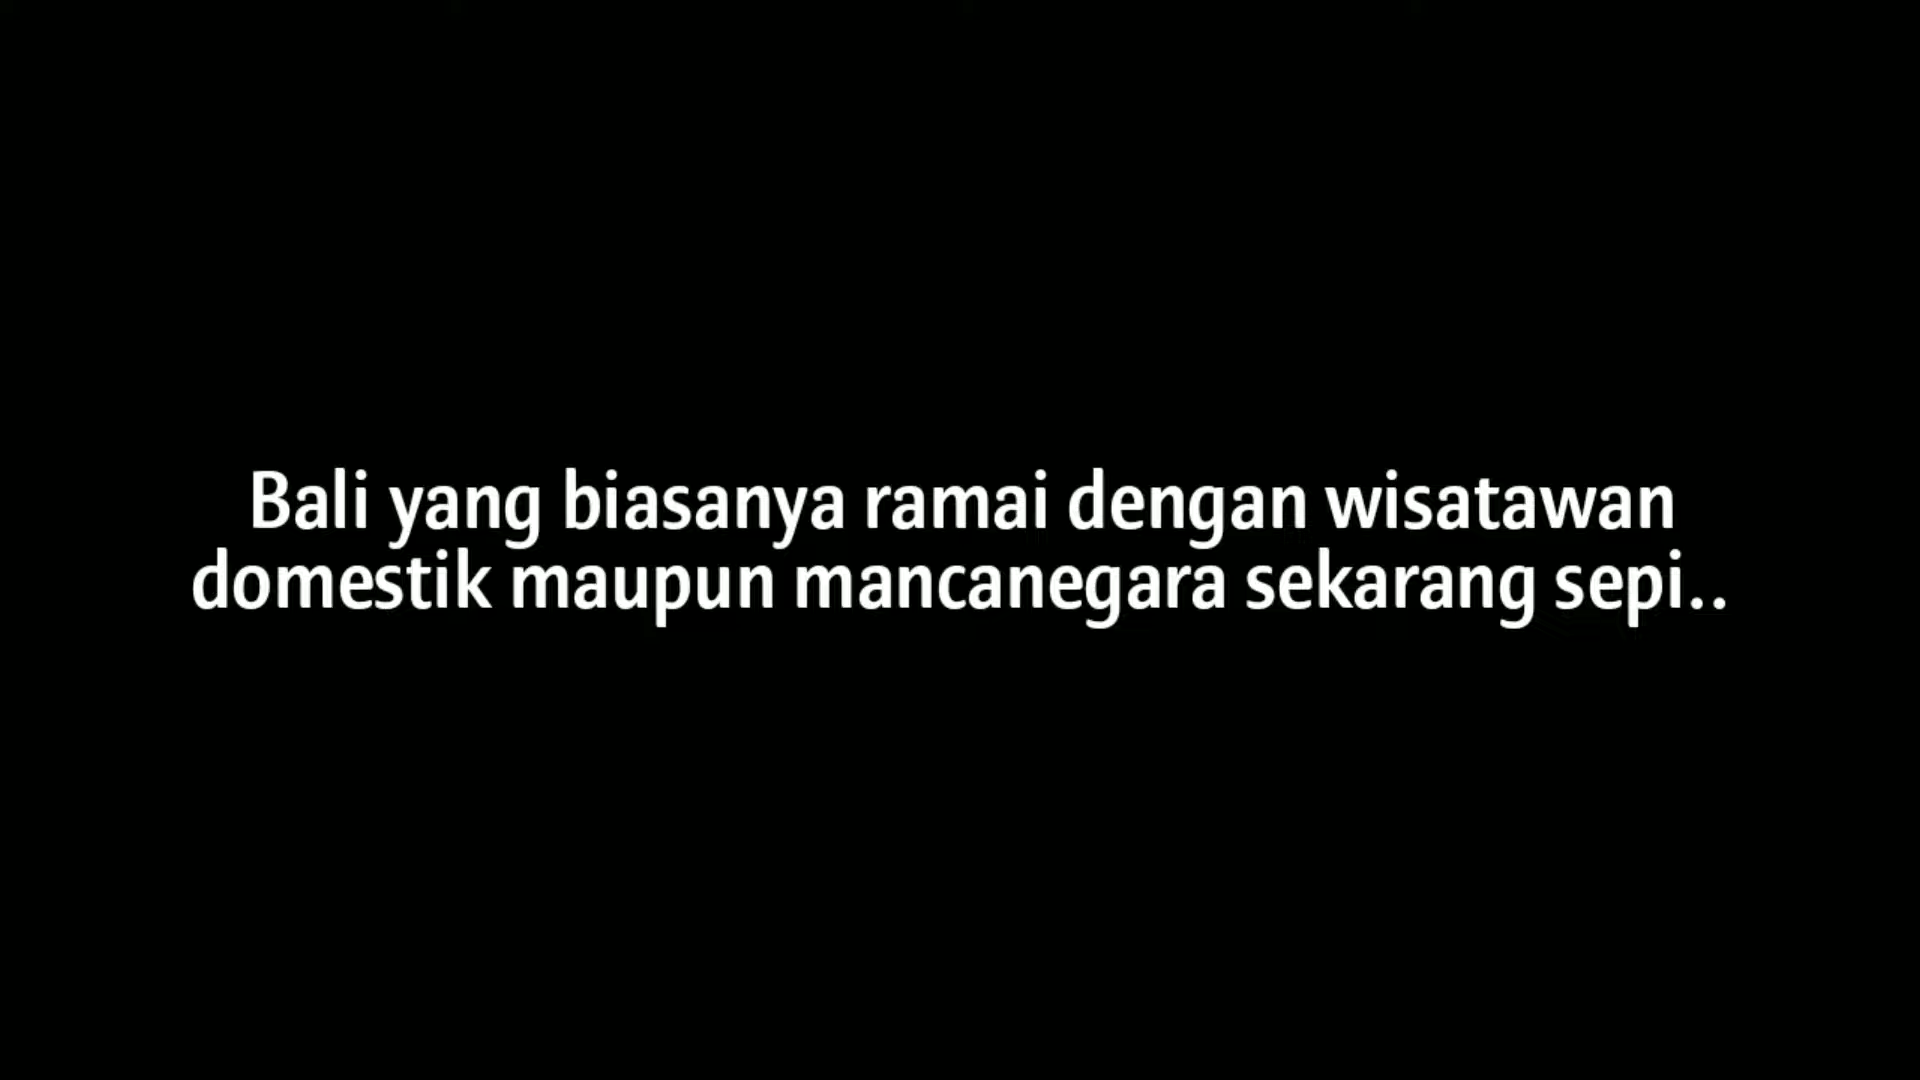 Bali yang biasanya ramai dengan wisatawan
domestik maupun mancanegara sekarang sepi..